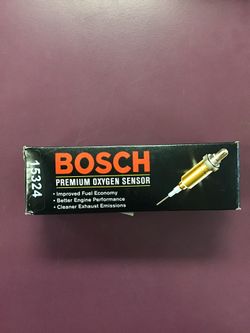 15324
BOSCH
PREMIUM OXYGEN SENSOR
• Improved Fuel Economy
• Better Engine Performance
• Cleaner Exhaust Emissions